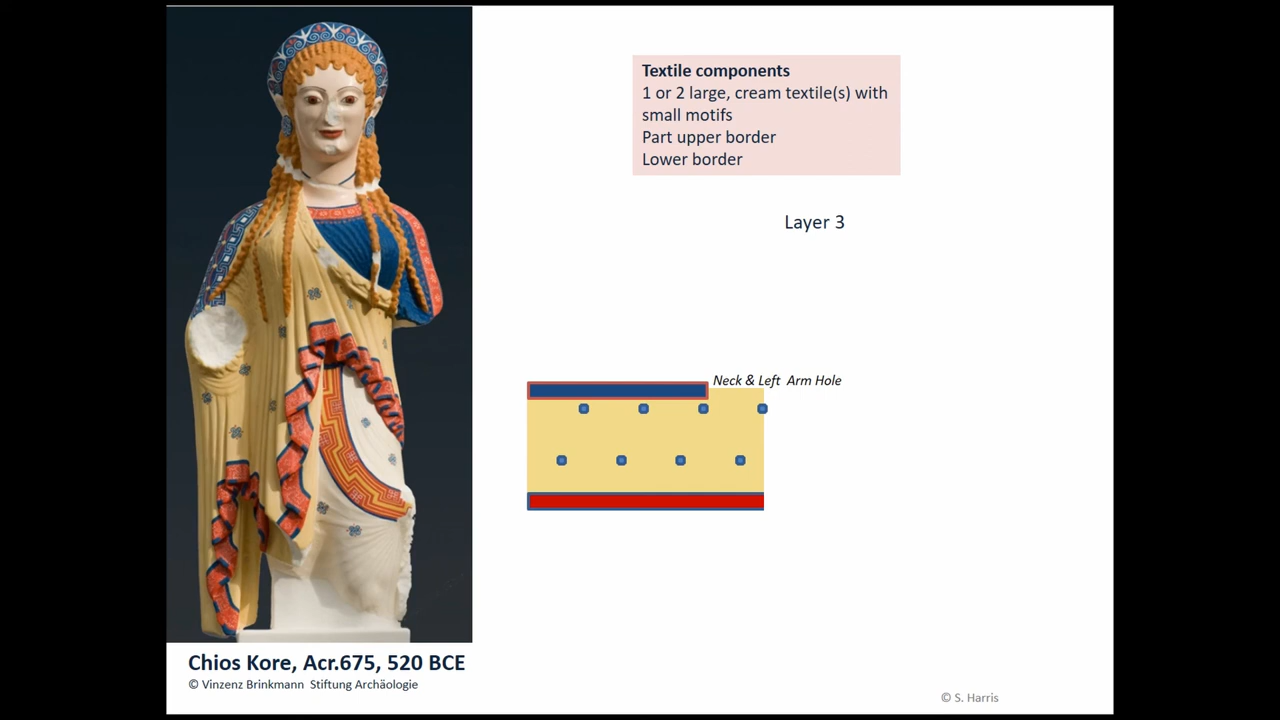 Textile components
1 or 2 large, cream textile(s) with
small motifs
Part upper border
Lower border
Layer 3
Neck & Left Arm Hole
Chios Kore, Acr.675, 520 BCE
© Vinzenz Brinkmann Stiftung Archäologie
© S. Harris